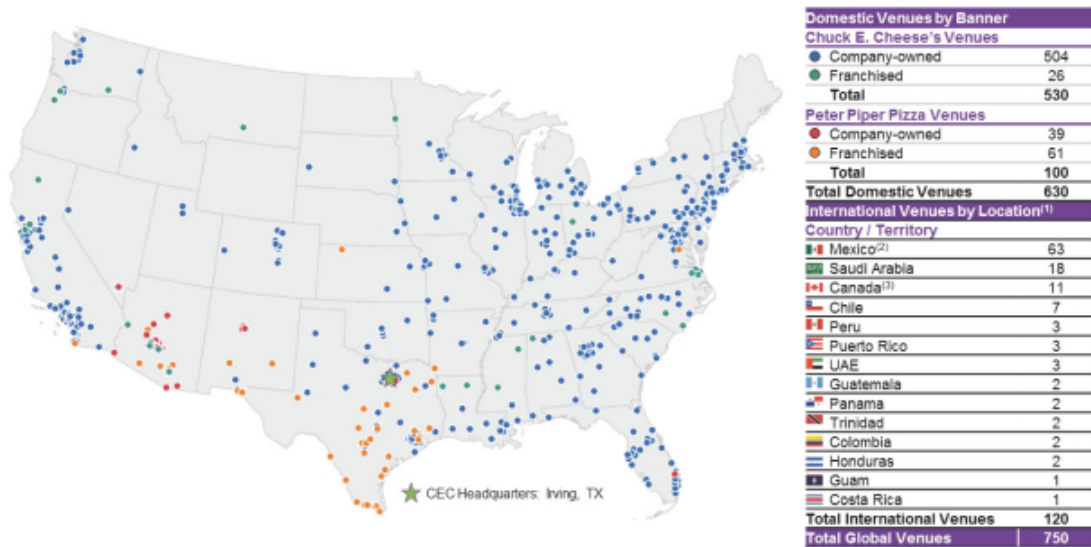 CEC Headquarters: Irving, TX
Domestic Venues by Banner
Chuck E. Cheese's Venues
Company-owned 504
Franchised 26
Total 530
Peter Piper Pizza Venues
Company-owned 39
Franchised 61
Total 100
Total Domestic Venues 630
International Venues by Location(1)
Country / Territory
Mexico(2) 63
Saudi Arabia 18
Canada(3) 11
Chile 7
Peru 3
Puerto Rico 3
UAE 3
Guatemala 2
Panama 2
Trinidad 2
Colombia 2
Honduras 2
Guam 1
Costa Rica 1
Total International Venues 120
Total Global Venues 750